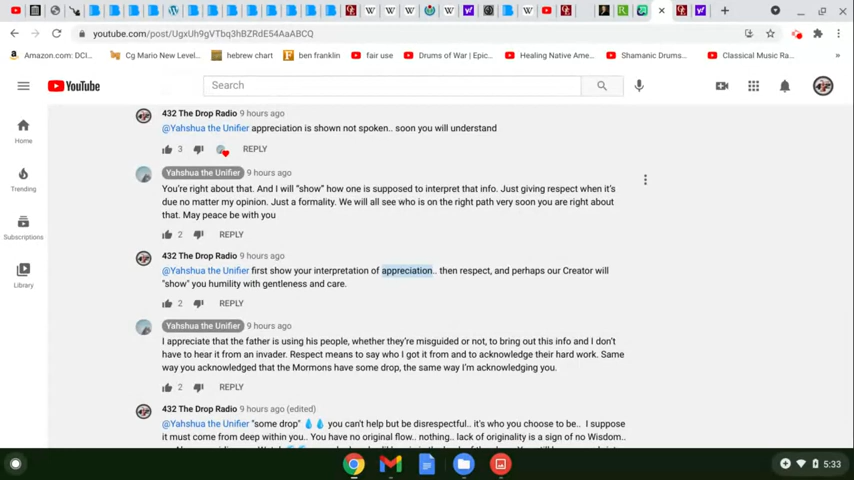 youtube.com/post/UgxUh9gVTbq3hBZRdE54AaABCQ
Amazon.com: DCI...
Cg Mario New Level...
hebrew chart
ben franklin
fair use
Drums of War | Epic...
Healing Native Ame...
Shamanic Drums...
Classical Music Ra...
YouTube
Search
Home
Trending
Subscriptions
Library
432 The Drop Radio 9 hours ago
@Yahshua the Unifier appreciation is shown not spoken.. soon you will understand
3 REPLY
Yahshua the Unifier 9 hours ago
You're right about that. And I will "show" how one is supposed to interpret that info. Just giving respect when it's
due no matter my opinion. Just a formality. We will all see who is on the right path very soon you are right about
that. May peace be with you
2 REPLY
432 The Drop Radio 9 hours ago
@Yahshua the Unifier first show your interpretation of appreciation.. then respect, and perhaps our Creator will
"show" you humility with gentleness and care.
2 REPLY
Yahshua the Unifier 9 hours ago
I appreciate that the father is using his people, whether they're misguided or not, to bring out this info and I don't
have to hear it from an invader. Respect means to say who I got it from and to acknowledge their hard work. Same
way you acknowledged that the Mormons have some drop, the same way I'm acknowledging you.
2 REPLY
432 The Drop Radio 9 hours ago (edited)
@Yahshua the Unifier "some drop" 💧💧 you can't help but be disrespectful.. it's who you choose to be.. I suppose
it must come from deep within you.. You have no original flow.. nothing.. lack of originality is a sign of no Wisdom..
5:33